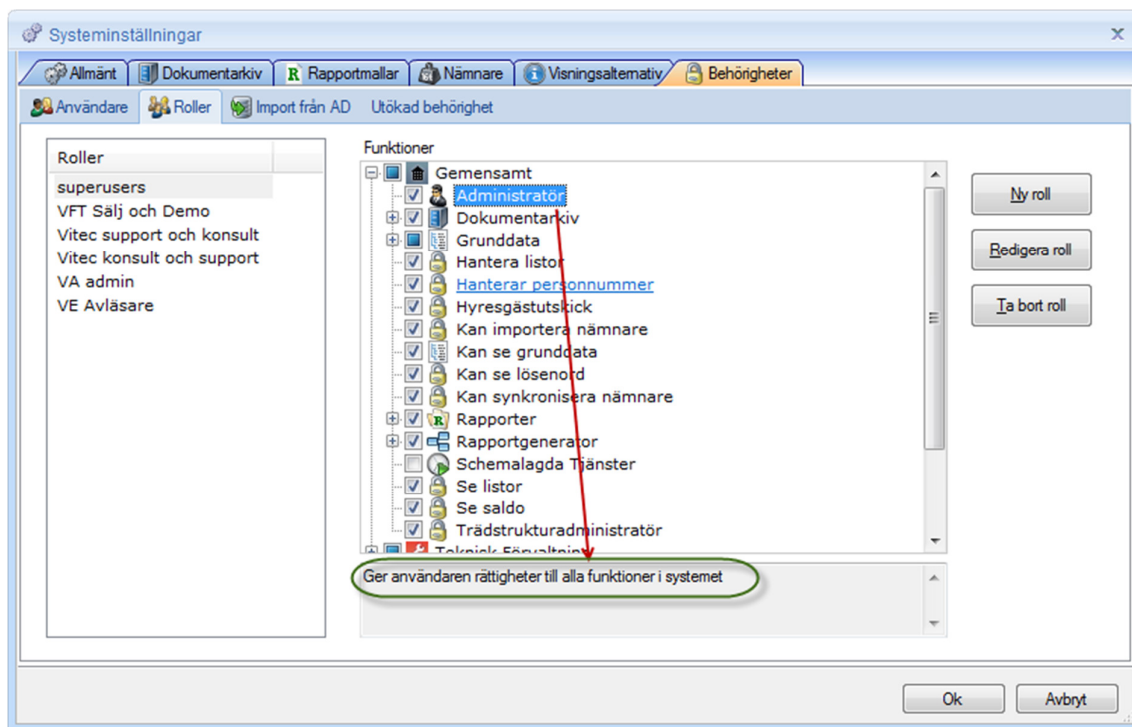 Systeminställningar
Allmänt Dokumentarkiv Rapportmallar Nämnare Visningsalternativ Behörigheter
Användare Roller Import från AD Utökad behörighet
Roller
superusers
VFT Sälj och Demo
Vitec support och konsult
Vitec konsult och support
VA admin
VE Avläsare
Funktioner
Gemensamt
Administratör
Dokumentarkiv
Grunddata
Hantera listor
Hanterar personnummer
Hyresgästutskick
Kan importera nämnare
Kan se grunddata
Kan se lösenord
Kan synkronisera nämnare
Rapporter
Rapportgenerator
Schemalagda Tjänster
Se listor
Se saldo
Trädstrukturadministratör
Teknisk Förvaltning
Ger användaren rättigheter till alla funktioner i systemet
Ny roll
Redigera roll
Ta bort roll
Ok Avbryt